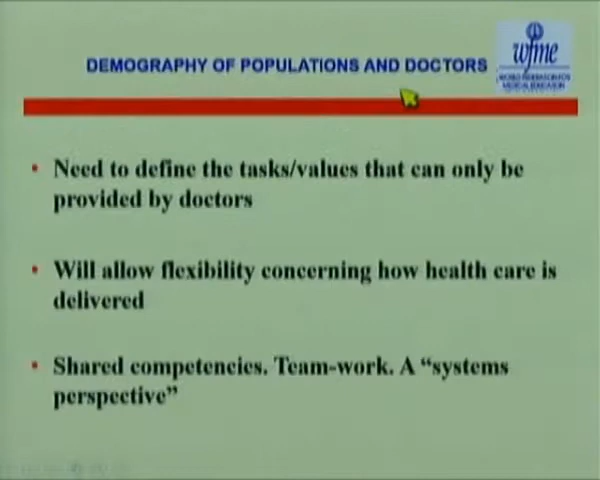 DEMOGRAPHY OF POPULATIONS AND DOCTORS
wfme
WORLD FEDERATION FOR
MEDICAL EDUCATION
• Need to define the tasks/values that can only be
provided by doctors
• Will allow flexibility concerning how health care is
delivered
• Shared competencies. Team-work. A “systems
perspective”